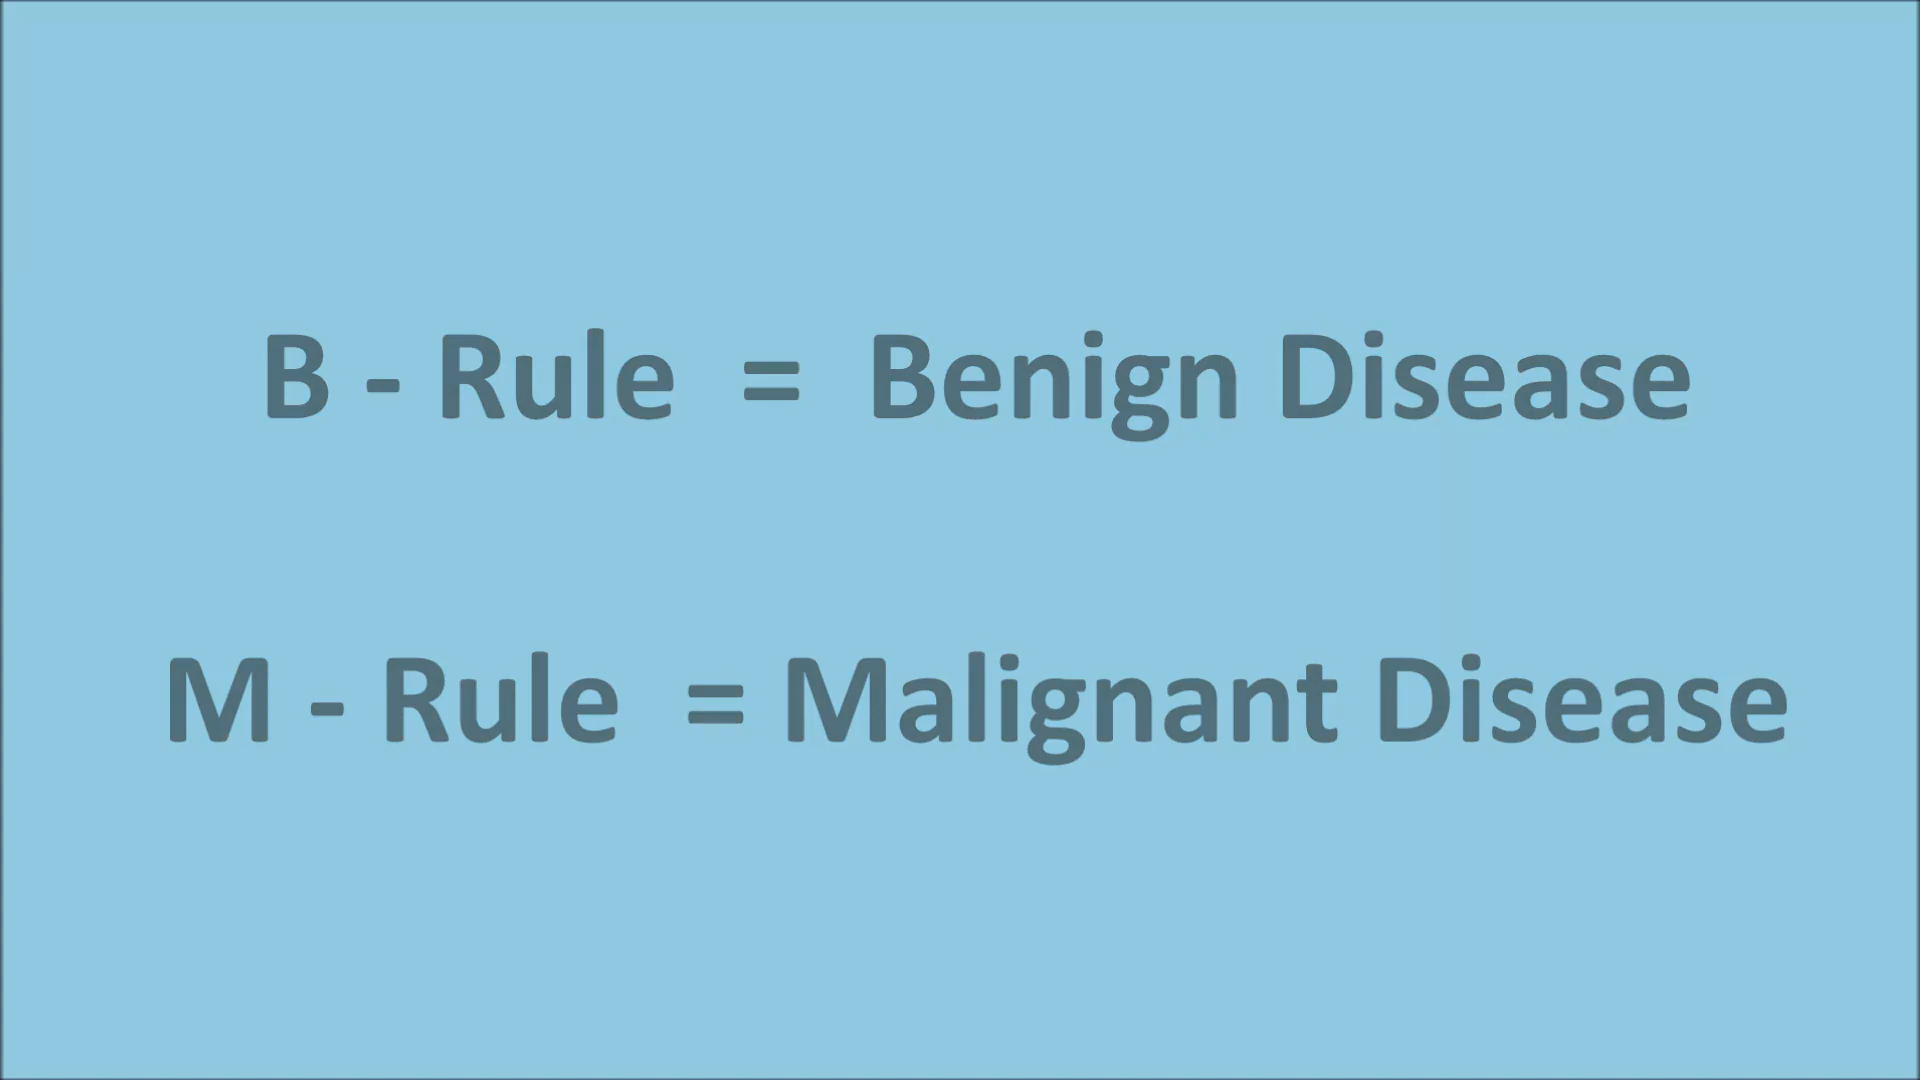 B - Rule = Benign Disease
M - Rule = Malignant Disease